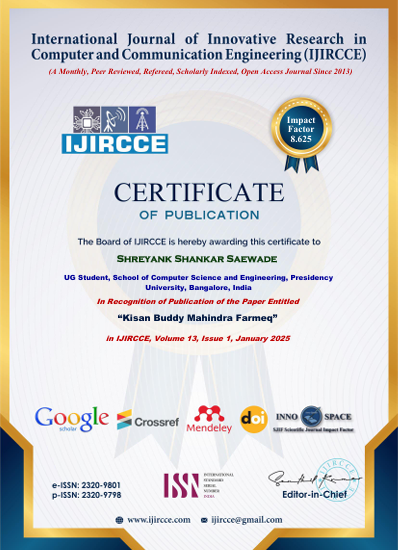 International Journal of Innovative Research in
Computer and Communication Engineering (IJIRCCE)
(A Monthly, Peer Reviewed, Refereed, Scholarly Indexed, Open Access Journal Since 2013)
IJIRCCE
Impact
Factor
8.625
CERTIFICATE
OF PUBLICATION
The Board of IJIRCCE is hereby awarding this certificate to
SHREYANK SHANKAR SAEWADE
UG Student, School of Computer Science and Engineering, Presidency
University, Bangalore, India
In Recognition of Publication of the Paper Entitled
“Kisan Buddy Mahindra Farmeq”
in IJIRCCE, Volume 13, Issue 1, January 2025
Google
scholar
Crossref
MENDELEY
doi
INNO SPACE
SJIF Scientific Journal Impact Factor
e-ISSN: 2320-9801
p-ISSN: 2320-9798
ISSN
INTERNATIONAL
STANDARD
SERIAL
NUMBER
INDIA
IJIRCCE
Editor-in-Chief
www.ijircce.com ijircce@gmail.com